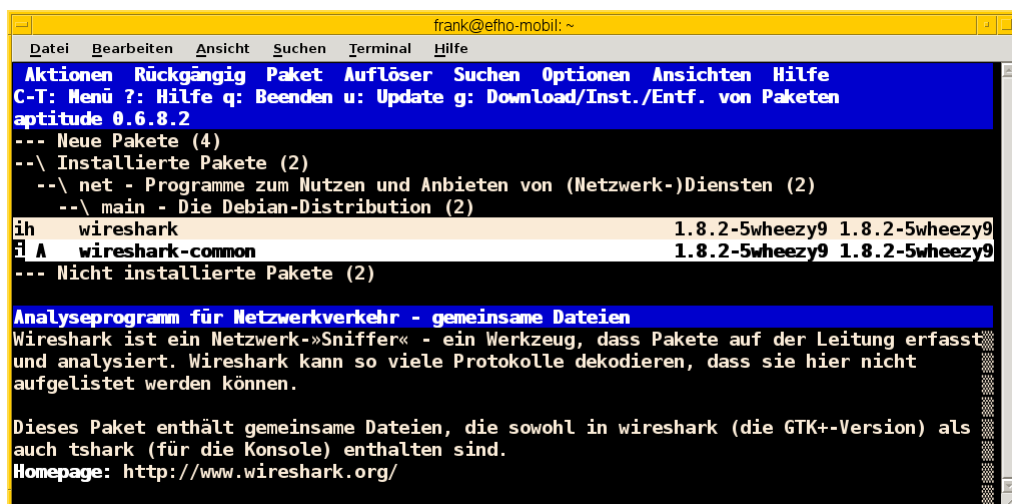 frank@efho-mobil: ~
Datei Bearbeiten Ansicht Suchen Terminal Hilfe
Aktionen Rückgängig Paket Auflöser Suchen Optionen Ansichten Hilfe
C-T: Menü ?: Hilfe q: Beenden u: Update g: Download/Inst./Entf. von Paketen
aptitude 0.6.8.2
--- Neue Pakete (4)
--\ Installierte Pakete (2)
--\ net - Programme zum Nutzen und Anbieten von (Netzwerk-)Diensten (2)
--\ main - Die Debian-Distribution (2)
ih wireshark 1.8.2-5wheezy9 1.8.2-5wheezy9
i A wireshark-common 1.8.2-5wheezy9 1.8.2-5wheezy9
--- Nicht installierte Pakete (2)
Analyseprogramm für Netzwerkverkehr - gemeinsame Dateien
Wireshark ist ein Netzwerk-»Sniffer« - ein Werkzeug, dass Pakete auf der Leitung erfasst
und analysiert. Wireshark kann so viele Protokolle dekodieren, dass sie hier nicht
aufgelistet werden können.
Dieses Paket enthält gemeinsame Dateien, die sowohl in wireshark (die GTK+-Version) als
auch tshark (für die Konsole) enthalten sind.
Homepage: http://www.wireshark.org/